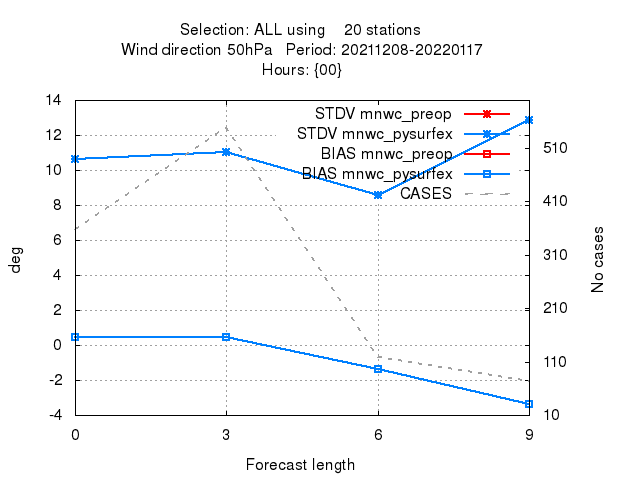 Selection: ALL using    20 stations
Wind direction 50hPa   Period: 20211208-20220117
Hours: {00}
STDV mnwc_preop
STDV mnwc_pysurfex
BIAS mnwc_preop
BIAS mnwc_pysurfex
CASES
14
12
10
8
6
4
2
0
-2
-4
deg
510
410
310
210
110
10
No cases
0 3 6 9
Forecast length